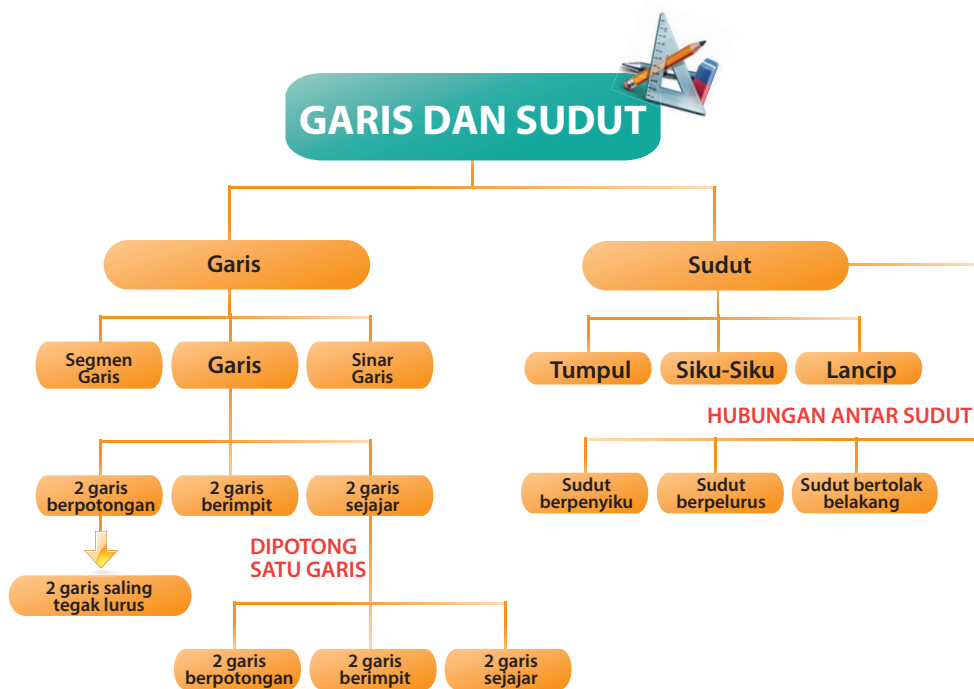 GARIS DAN SUDUT
Garis
Sudut
Segmen
Garis
Garis
Sinar
Garis
Tumpul
Siku-Siku
Lancip
HUBUNGAN ANTAR SUDUT
2 garis
berpotongan
2 garis
berimpit
2 garis
sejajar
Sudut
berpenyiku
Sudut
berpelurus
Sudut bertolak
belakang
DIPOTONG
SATU GARIS
2 garis saling
tegak lurus
2 garis
berpotongan
2 garis
berimpit
2 garis
sejajar